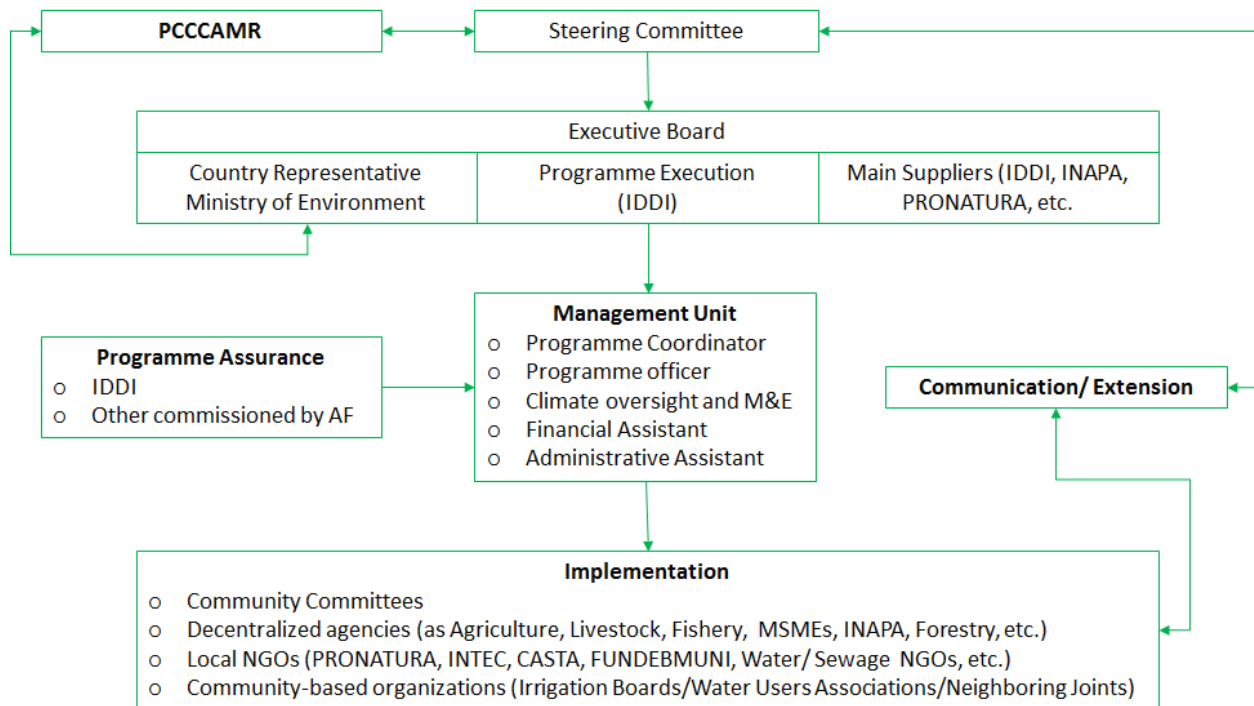 PCCCAMR
Steering Committee
Executive Board
Country Representative
Ministry of Environment
Programme Execution
(IDDI)
Main Suppliers (IDDI, INAPA,
PRONATURA, etc.
Management Unit
o Programme Coordinator
o Programme officer
o Climate oversight and M&E
o Financial Assistant
o Administrative Assistant
Programme Assurance
o IDDI
o Other commissioned by AF
Communication/ Extension
Implementation
o Community Committees
o Decentralized agencies (as Agriculture, Livestock, Fishery, MSMEs, INAPA, Forestry, etc.)
o Local NGOs (PRONATURA, INTEC, CASTA, FUNDEBMUNI, Water/ Sewage NGOs, etc.)
o Community-based organizations (Irrigation Boards/Water Users Associations/Neighboring Joints)